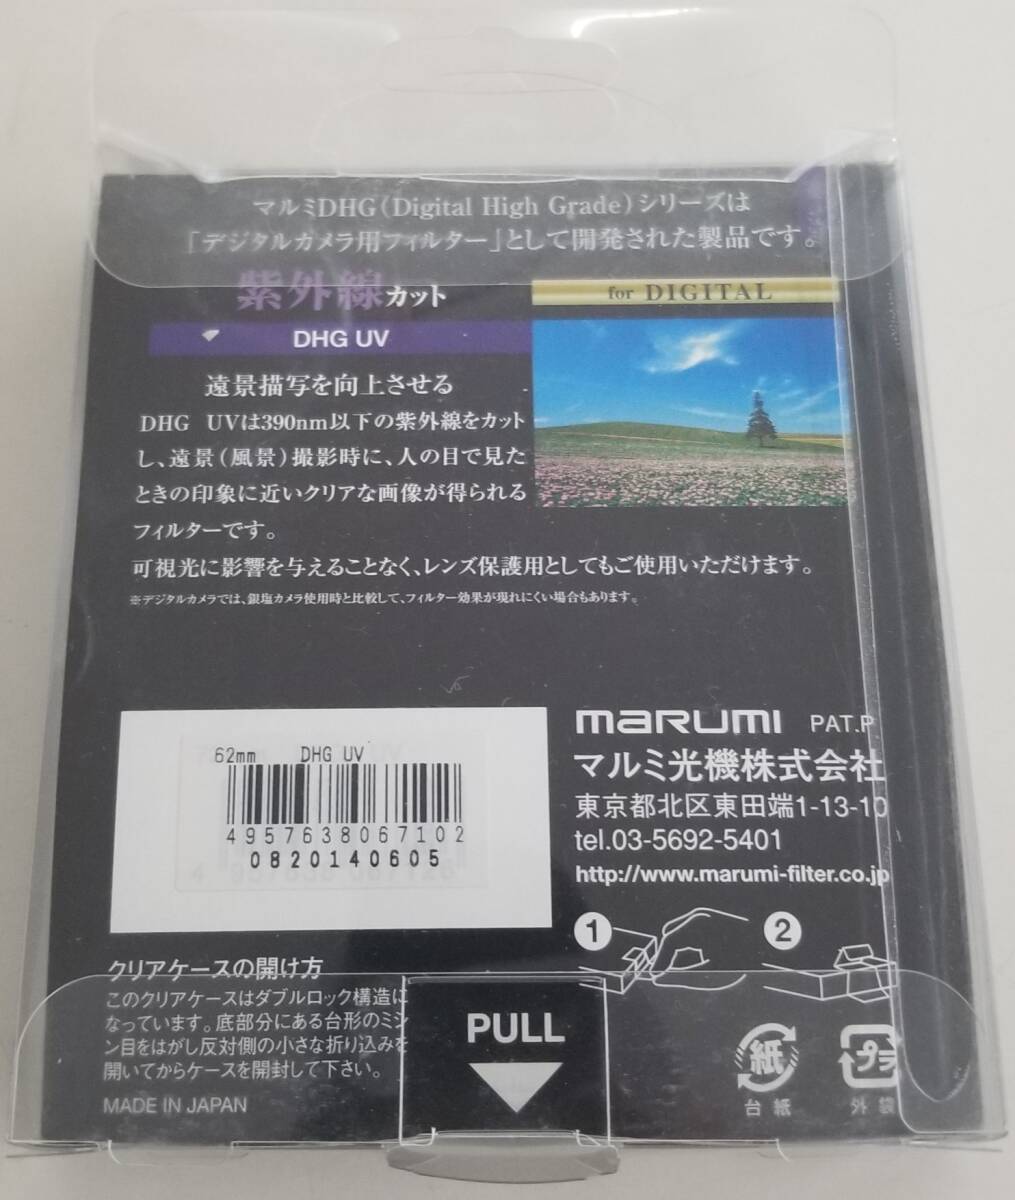 マルミDHG(Digital High Grade)シリーズは
「デジタルカメラ用フィルター」として開発された製品です。
紫外線カット
for DIGITAL
DHG UV
遠景描写を向上させる
DHG UVは390nm以下の紫外線をカット
し、遠景(風景)撮影時に、人の目で見た
ときの印象に近いクリアな画像が得られる
フィルターです。
可視光に影響を与えることなく、レンズ保護用としてもご使用いただけます。
※デジタルカメラでは、銀塩カメラ使用時と比較して、フィルター効果が現れにくい場合もあります。
62mm DHG UV
4957638067102
0820140605
marumi PAT.P
マルミ光機株式会社
東京都北区東田端1-13-10
tel.03-5692-5401
http://www.marumi-filter.co.jp
1 2
クリアケースの開け方
このクリアケースはダブルロック構造に
なっています。底部分にある台形のミシ
ン目をはがし反対側の小さな折り込みを
開いてからケースを開封して下さい。
MADE IN JAPAN
PULL
紙 プラ
台紙 外袋